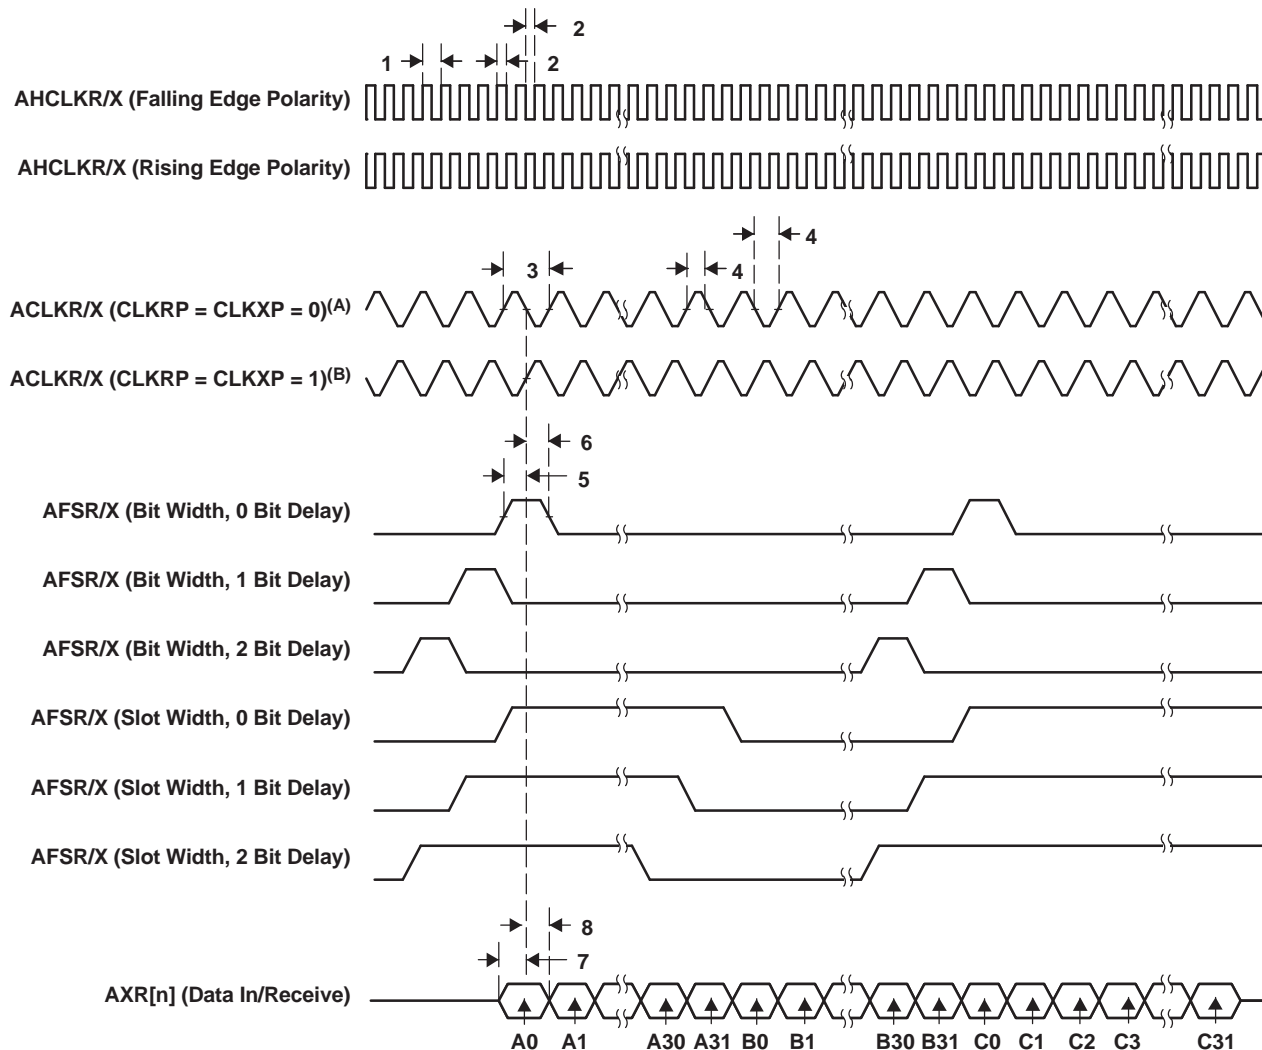 2
1
2
AHCLKR/X (Falling Edge Polarity)
AHCLKR/X (Rising Edge Polarity)
4
3
4
ACLKR/X (CLKRP = CLKXP = 0)(A)
ACLKR/X (CLKRP = CLKXP = 1)(B)
6
5
AFSR/X (Bit Width, 0 Bit Delay)
AFSR/X (Bit Width, 1 Bit Delay)
AFSR/X (Bit Width, 2 Bit Delay)
AFSR/X (Slot Width, 0 Bit Delay)
AFSR/X (Slot Width, 1 Bit Delay)
AFSR/X (Slot Width, 2 Bit Delay)
8
7
AXR[n] (Data In/Receive)
A0 A1 A30 A31 B0 B1 B30 B31 C0 C1 C2 C3 C31